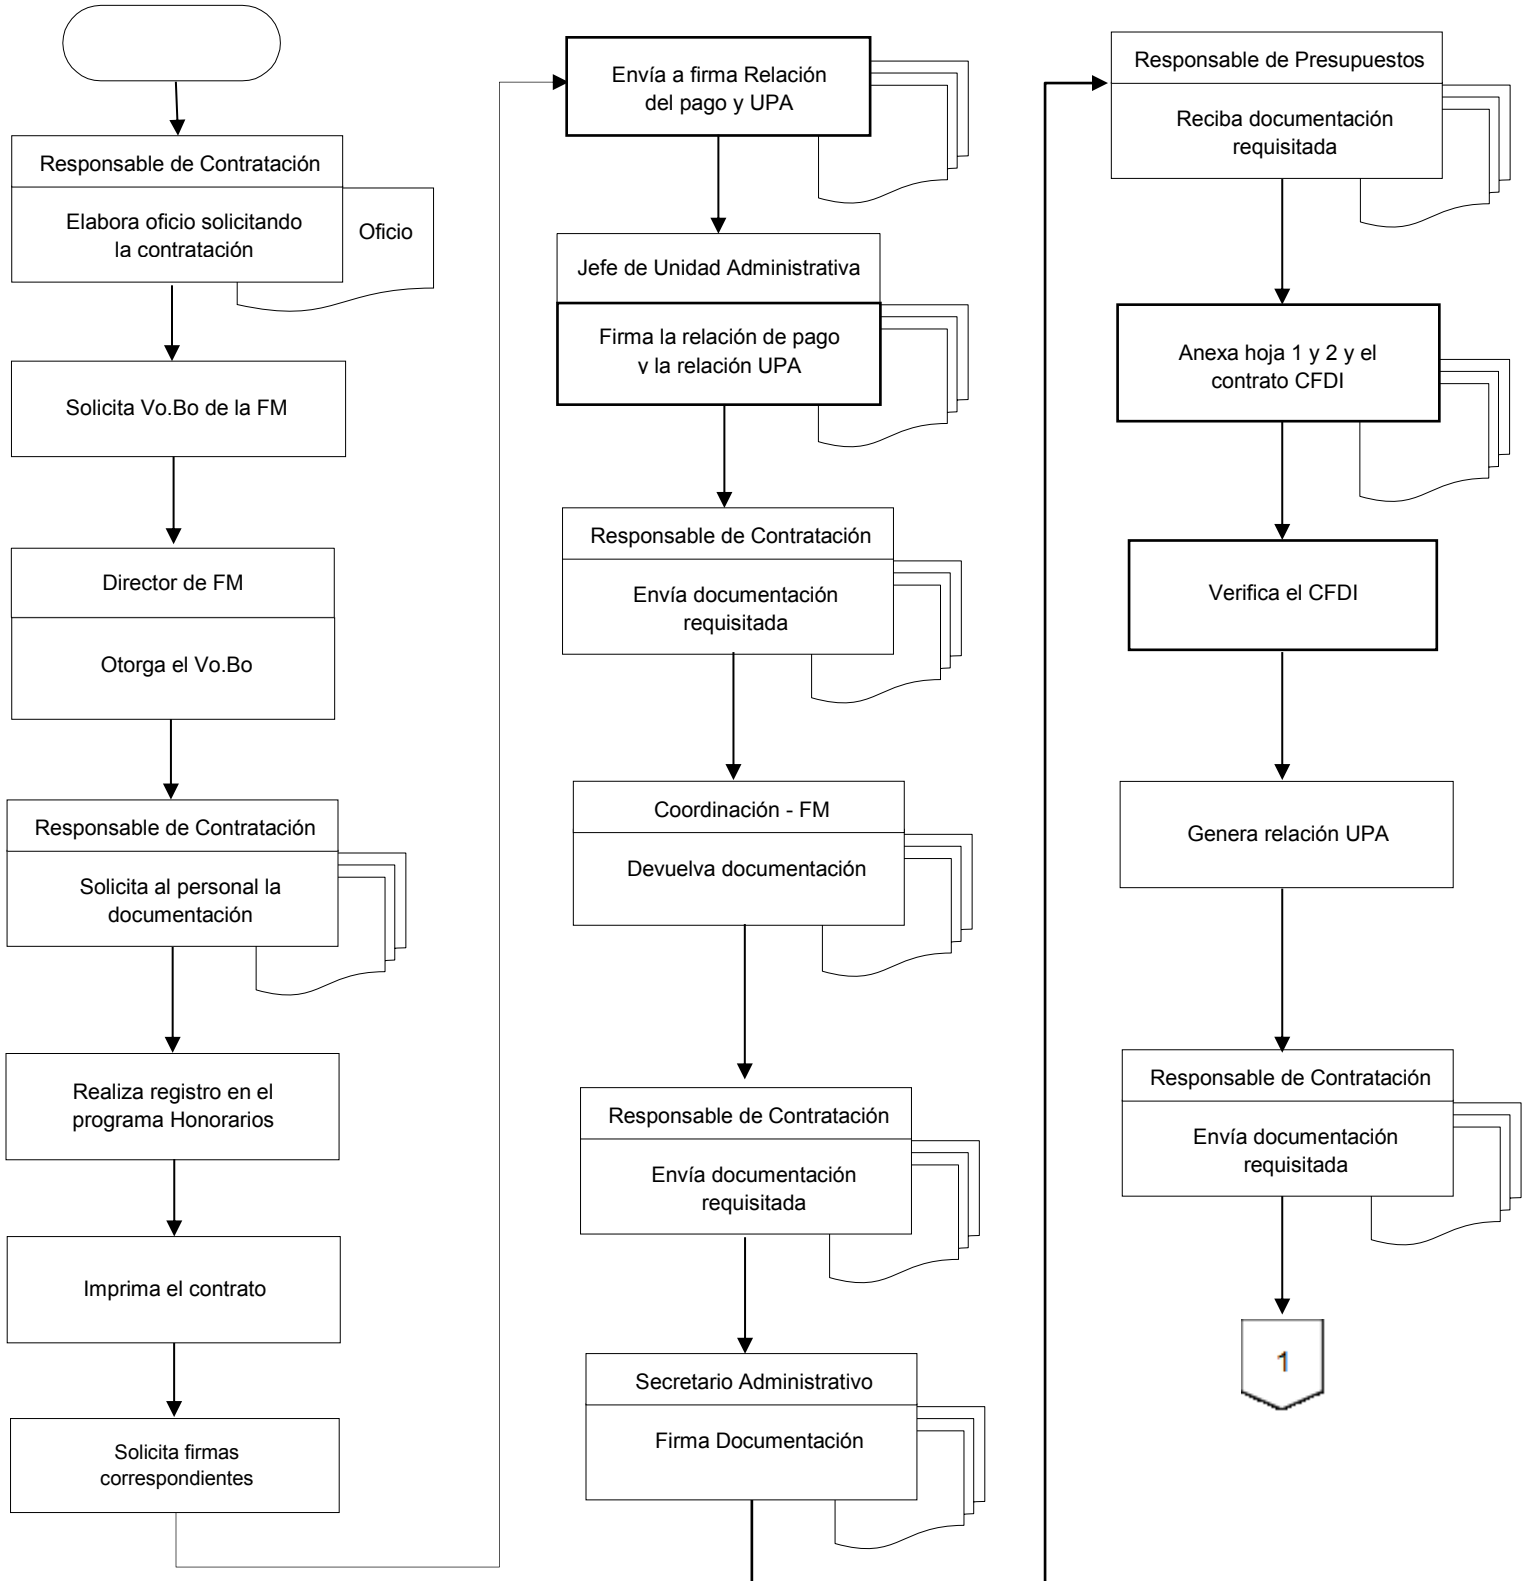 Responsable de Contratación
Elabora oficio solicitando
la contratación
Oficio
Solicita Vo.Bo de la FM
Director de FM
Otorga el Vo.Bo
Responsable de Contratación
Solicita al personal la
documentación
Realiza registro en el
programa Honorarios
Imprima el contrato
Solicita firmas
correspondientes
Envía a firma Relación
del pago y UPA
Jefe de Unidad Administrativa
Firma la relación de pago
y la relación UPA
Responsable de Contratación
Envía documentación
requisitada
Coordinación - FM
Devuelva documentación
Responsable de Contratación
Envía documentación
requisitada
Secretario Administrativo
Firma Documentación
Responsable de Presupuestos
Reciba documentación
requisitada
Anexa hoja 1 y 2 y el
contrato CFDI
Verifica el CFDI
Genera relación UPA
Responsable de Contratación
Envía documentación
requisitada
1